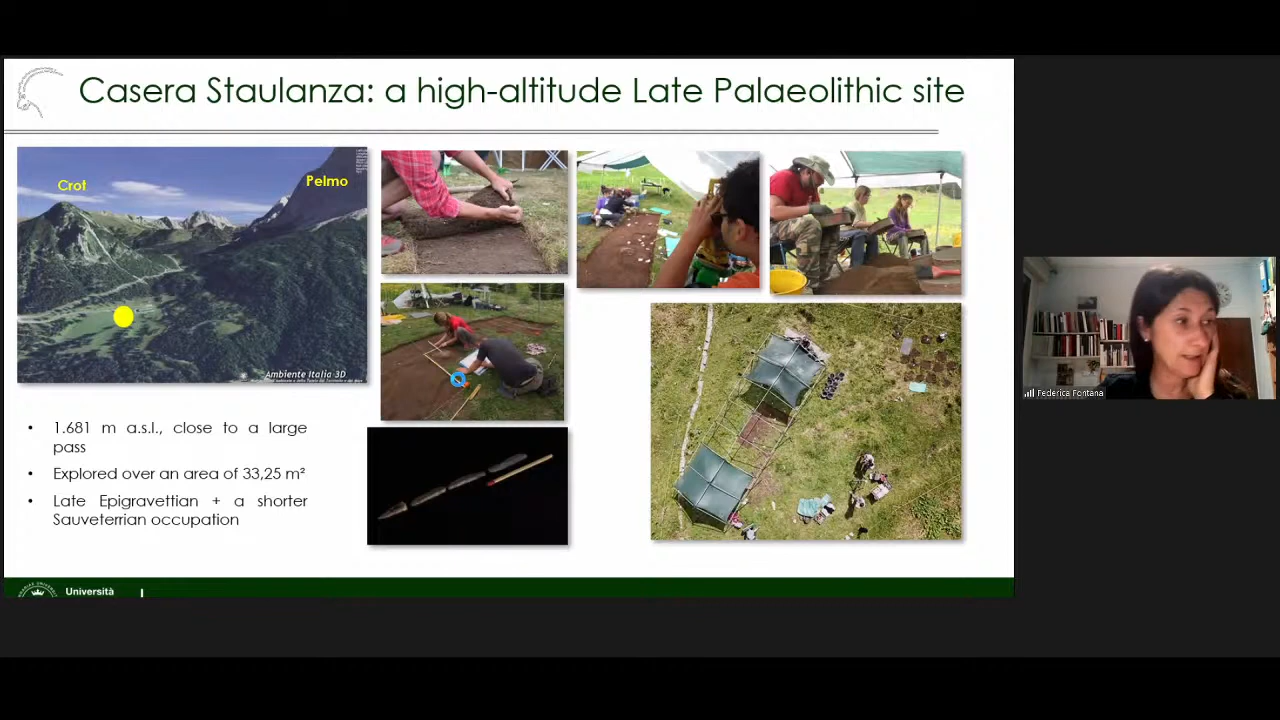 Casera Staulanza: a high-altitude Late Palaeolithic site
Crot
Pelmo
Ambiente Italia 3D
• 1.681 m a.s.l., close to a large
pass
• Explored over an area of 33,25 m²
• Late Epigravettian + a shorter
Sauveterrian occupation
Università
Federica Fontana